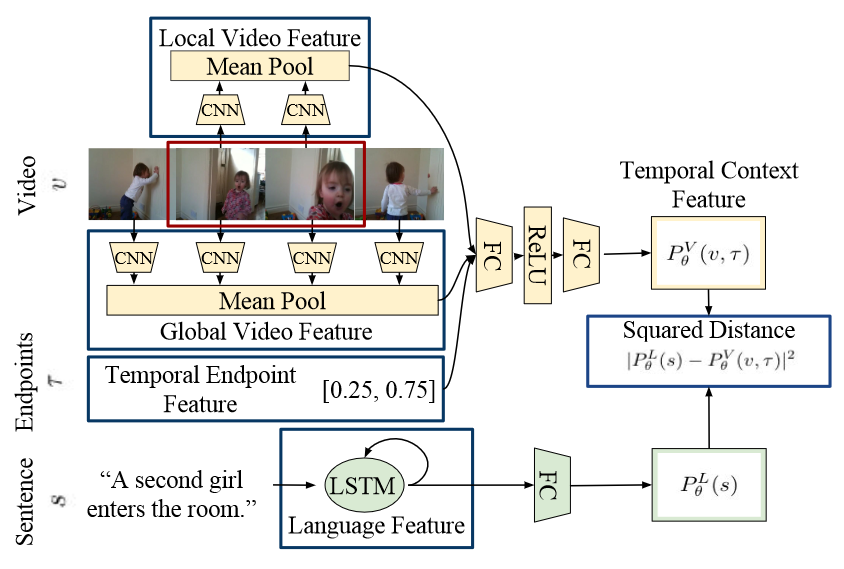 Local Video Feature
Mean Pool
CNN
CNN
Video
v
CNN
CNN
CNN
CNN
Mean Pool
Global Video Feature
Endpoints
τ
Temporal Endpoint
Feature
[0.25, 0.75]
FC
ReLU
FC
Temporal Context
Feature
$P_\theta^V(v, \tau)$
Squared Distance
$|P_\theta^L(s) - P_\theta^V(v, \tau)|^2$
Sentence
s
“A second girl
enters the room.”
LSTM
Language Feature
FC
$P_\theta^L(s)$